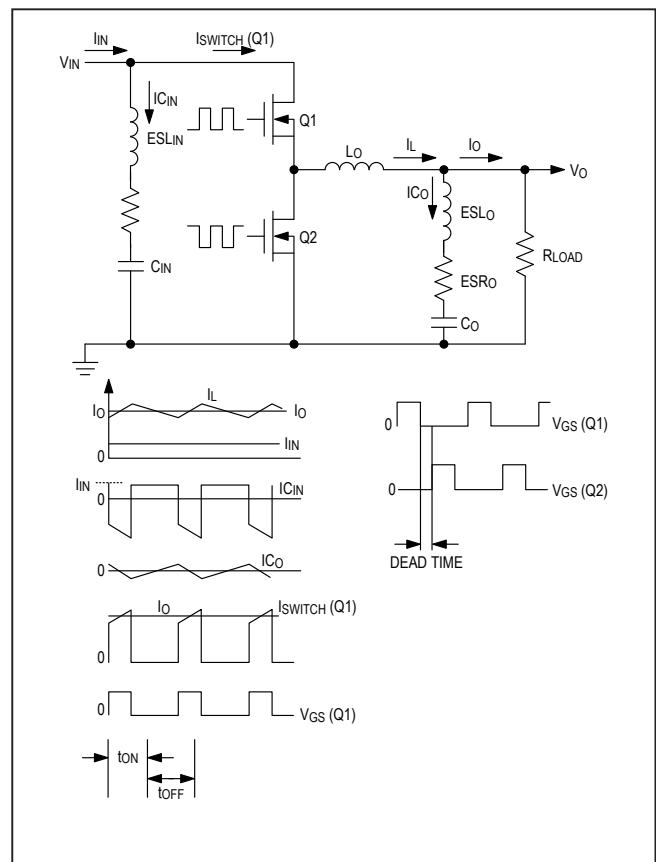 IIN
ISWITCH (Q1)
VIN
ICIN
ESLIN
Q1
LO
IL
IO
VO
ICO
ESLO
Q2
RLOAD
CIN
ESRO
CO
IL
IO
IO
IIN
0
IIN
0
ICIN
0
ICO
IO
ISWITCH (Q1)
0
0
VGS (Q1)
tON
tOFF
0
VGS (Q1)
0
VGS (Q2)
DEAD TIME